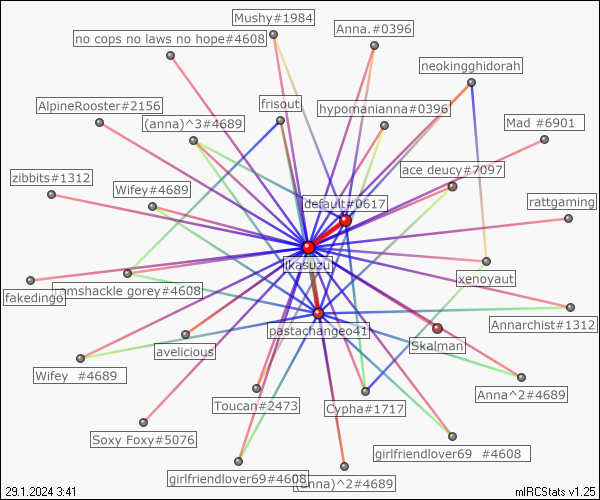 Mushy#1984
Anna.#0396
no cops no laws no hope#4608
neokingghidorah
AlpineRooster#2156
frisout
hypomanianna#0396
(anna)^3#4689
Mad #6901
ace deucy#7097
zibbits#1312
Wifey#4689
default#0617
rattgaming
ikasuzu
xenoyaut
fakedingo
ramshackle gorey#4608
Annarchist#1312
pastachangeo41
avelicious
Skalman
Wifey  #4689
Anna^2#4689
Toucan#2473
Cypha#1717
Soxy Foxy#5076
girlfriendlover69  #4608
girlfriendlover69#4608
(anna)^2#4689
29.1.2024 3:41
mIRCStats v1.25